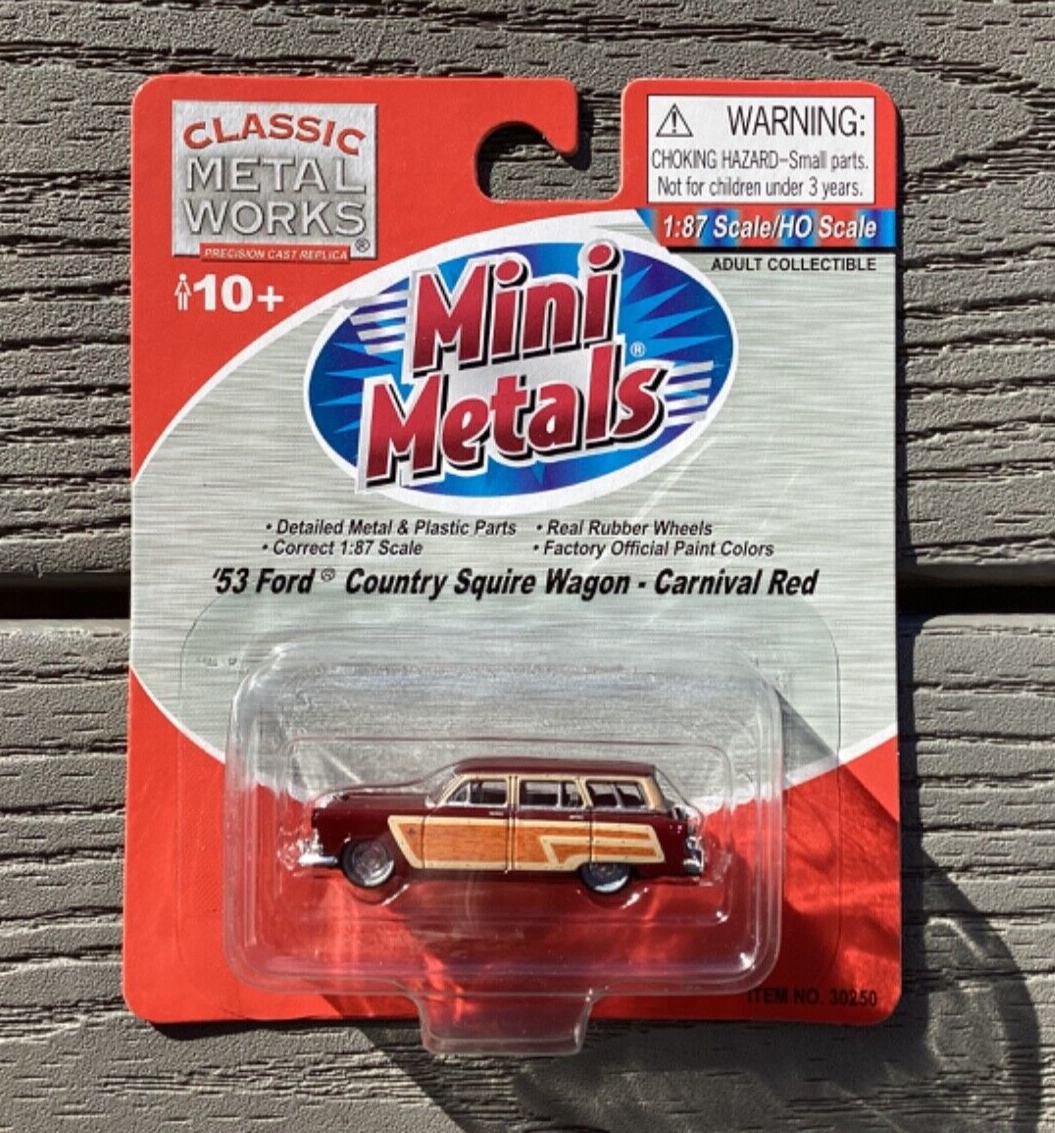 CLASSIC
METAL
WORKS®
PRECISION CAST REPLICA
10+
WARNING:
CHOKING HAZARD–Small parts.
Not for children under 3 years.
1:87 Scale/HO Scale
ADULT COLLECTIBLE
Mini
Metals®
• Detailed Metal & Plastic Parts • Real Rubber Wheels
• Correct 1:87 Scale • Factory Official Paint Colors
'53 Ford® Country Squire Wagon - Carnival Red
ITEM NO. 30250